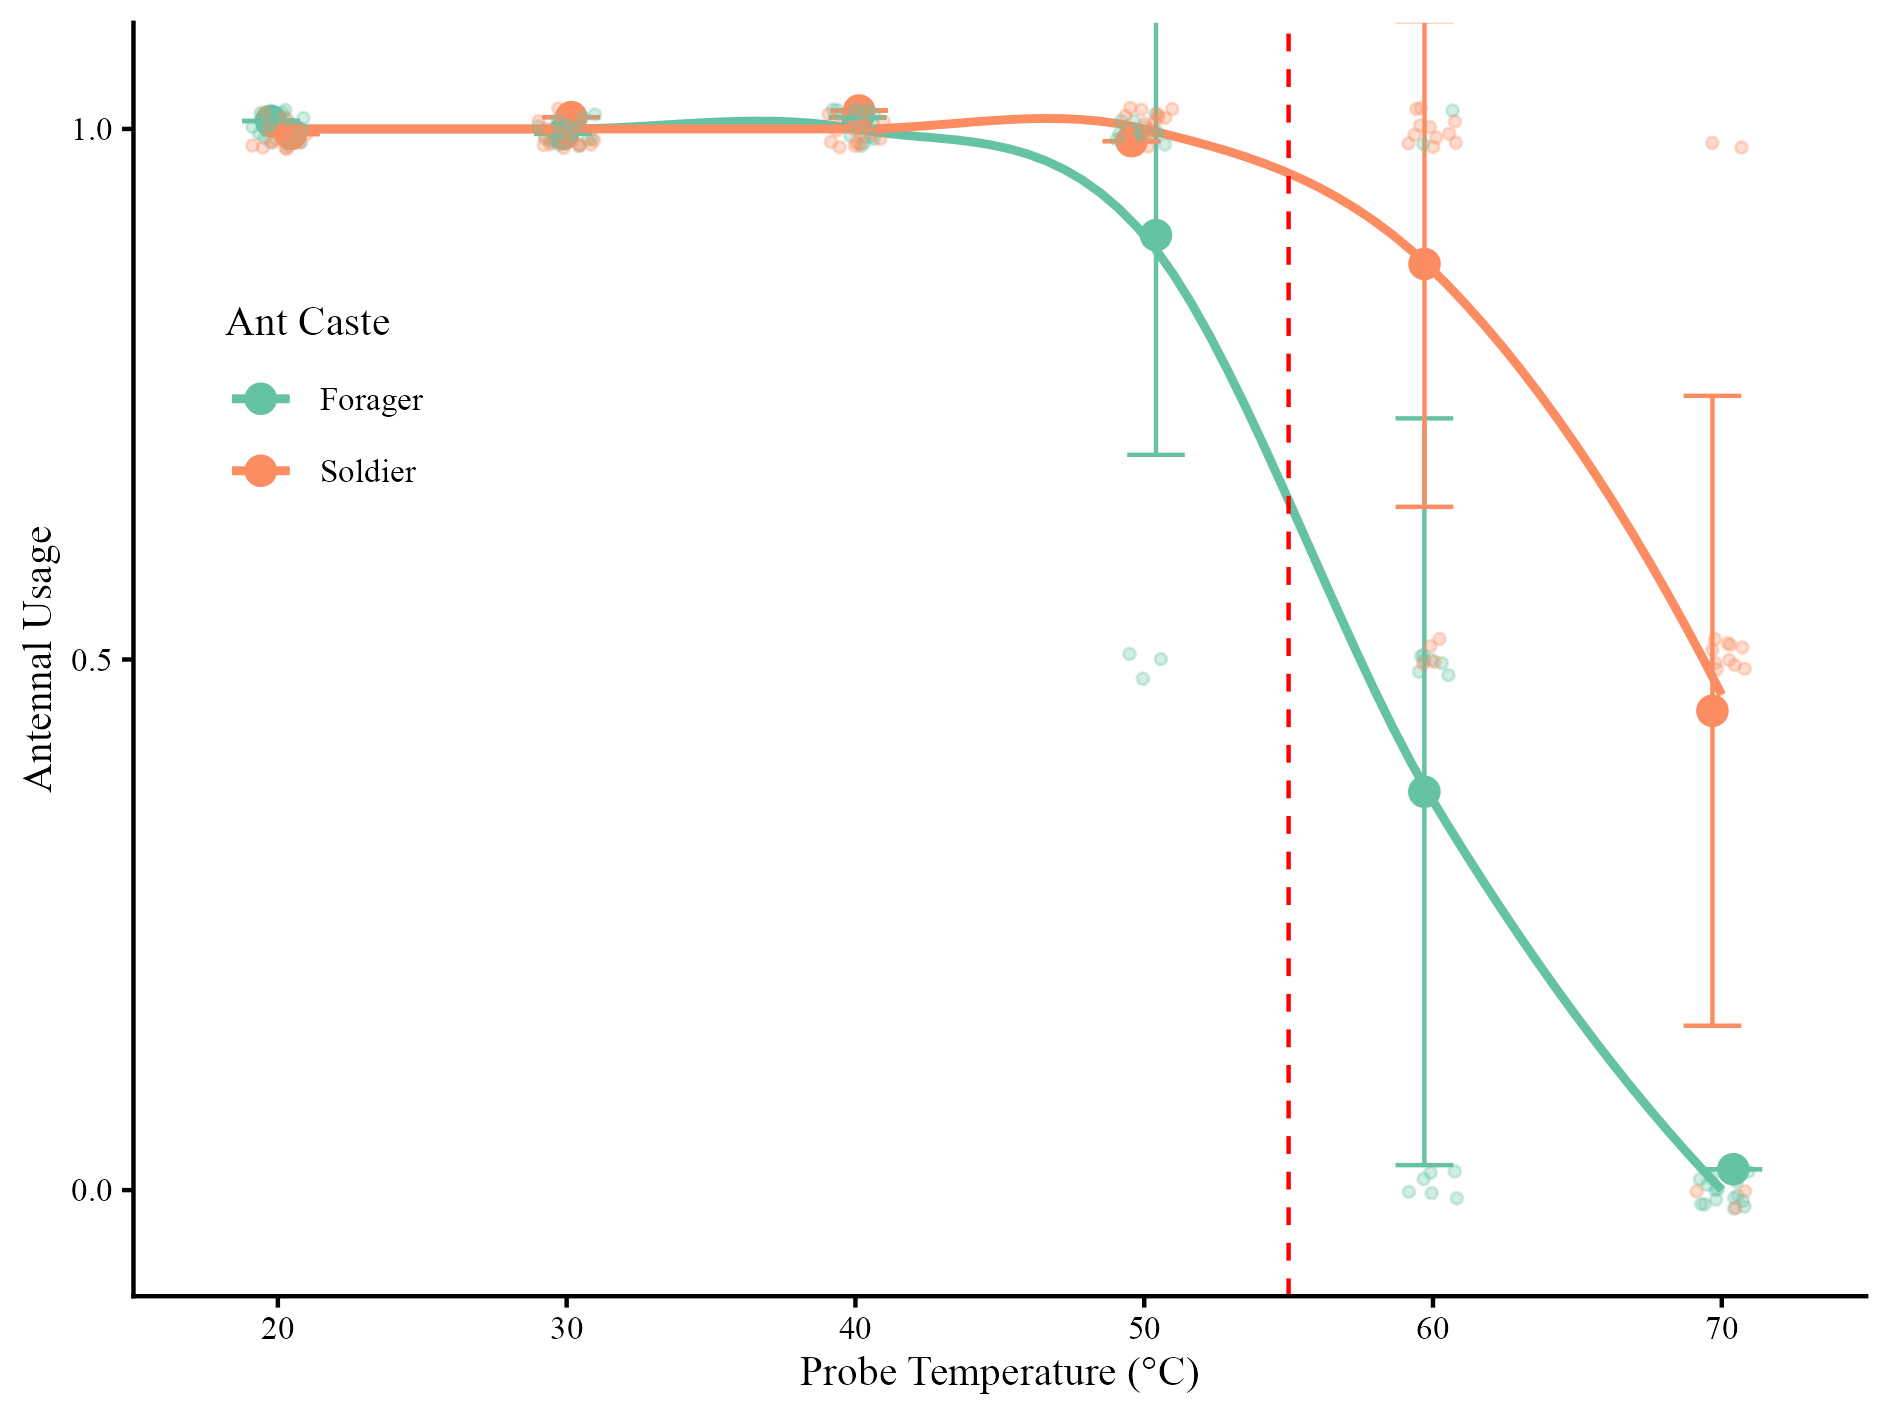 1.0
0.5
0.0
Antennal Usage
Ant Caste
Forager
Soldier
20 30 40 50 60 70
Probe Temperature (°C)